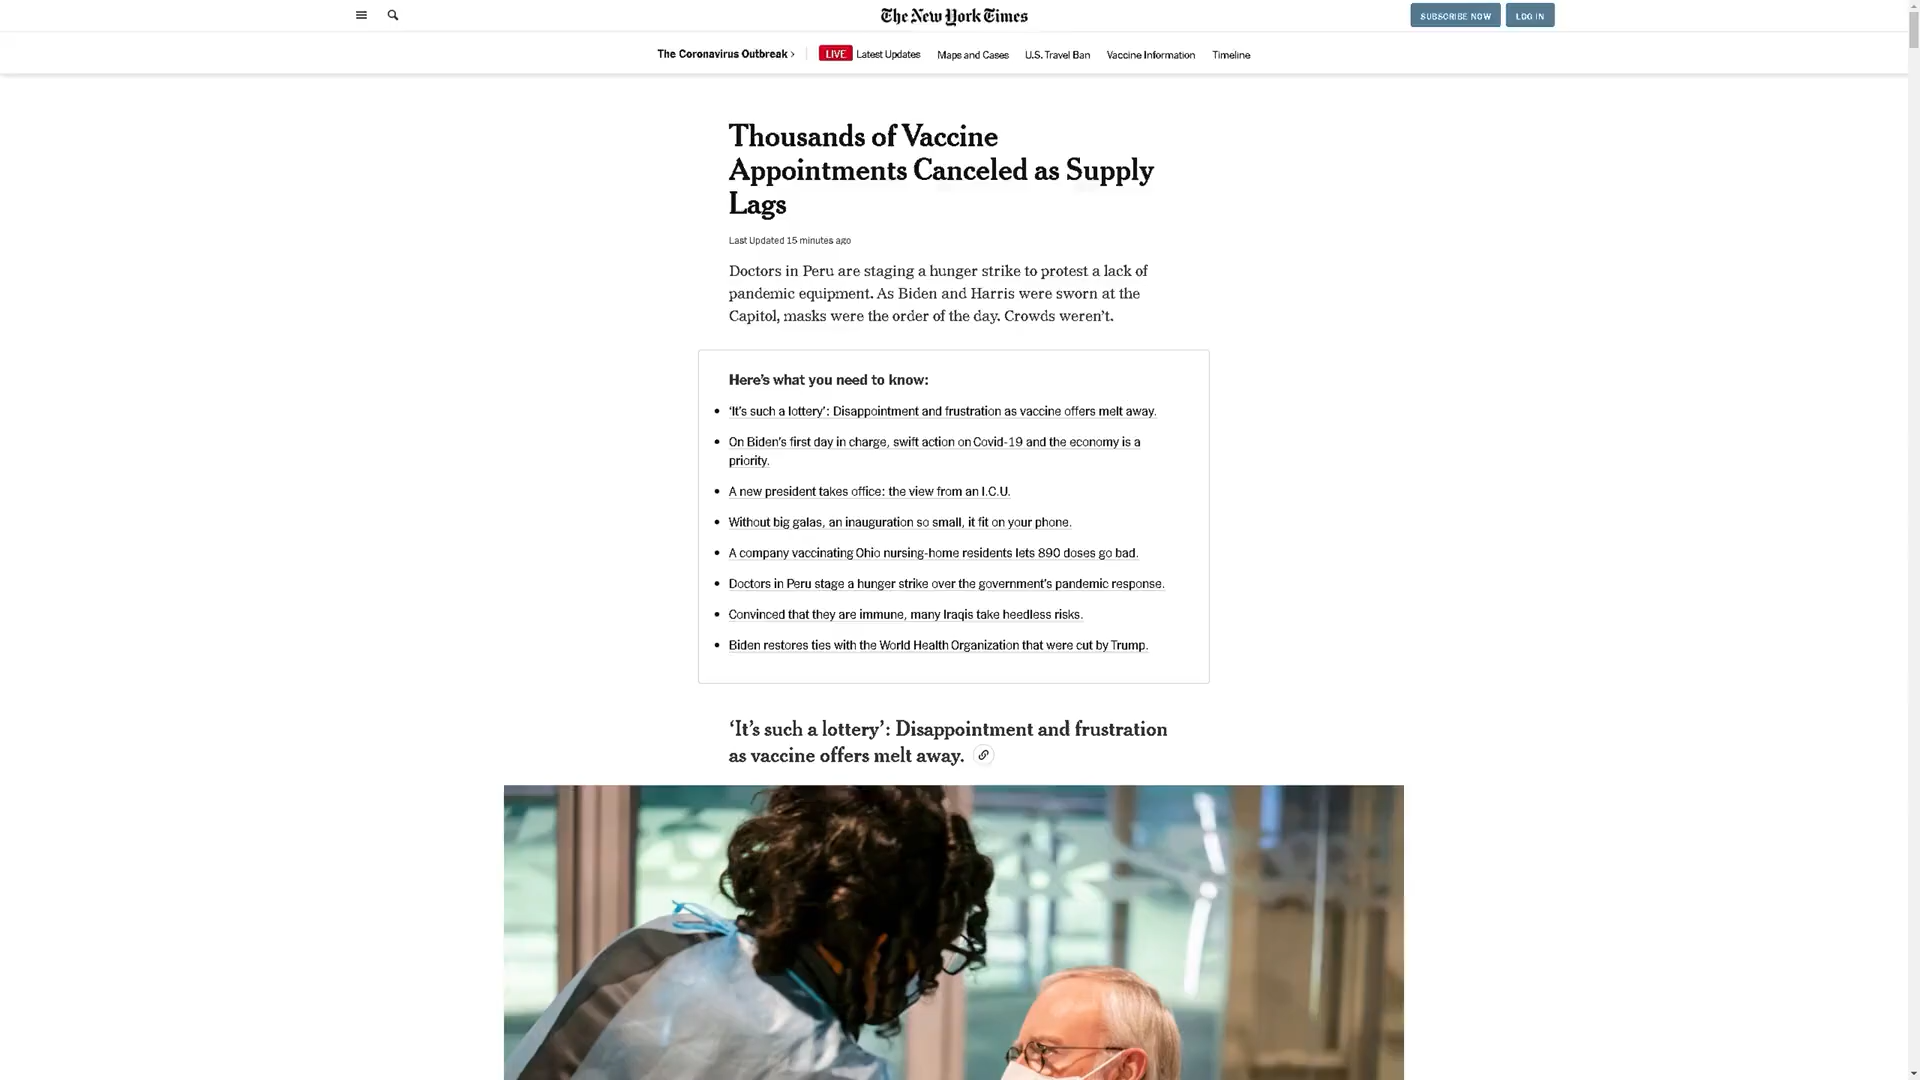 The New York Times
SUBSCRIBE NOW
LOG IN
The Coronavirus Outbreak ›
LIVE Latest Updates
Maps and Cases
U.S. Travel Ban
Vaccine Information
Timeline
Thousands of Vaccine
Appointments Canceled as Supply
Lags
Last Updated 15 minutes ago
Doctors in Peru are staging a hunger strike to protest a lack of
pandemic equipment. As Biden and Harris were sworn at the
Capitol, masks were the order of the day. Crowds weren’t.
Here’s what you need to know:
‘It’s such a lottery’: Disappointment and frustration as vaccine offers melt away.
On Biden’s first day in charge, swift action on Covid-19 and the economy is a
priority.
A new president takes office: the view from an I.C.U.
Without big galas, an inauguration so small, it fit on your phone.
A company vaccinating Ohio nursing-home residents lets 890 doses go bad.
Doctors in Peru stage a hunger strike over the government’s pandemic response.
Convinced that they are immune, many Iraqis take heedless risks.
Biden restores ties with the World Health Organization that were cut by Trump.
‘It’s such a lottery’: Disappointment and frustration
as vaccine offers melt away.